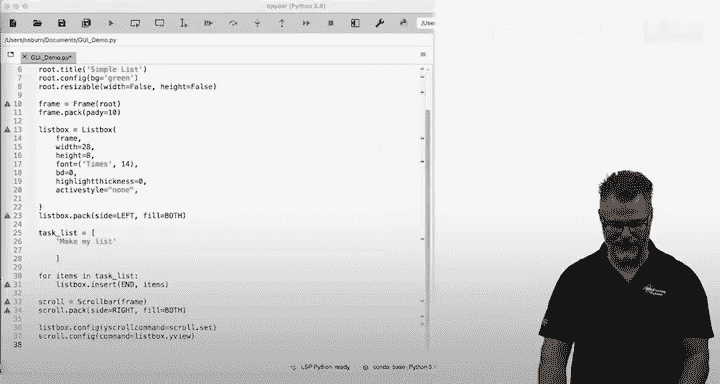 Spyder (Python 3.8)
/Users/osburn/Documents/GUI_Demo.py
GUI_Demo.py*
6 root.title('Simple List')
7 root.config(bg='green')
8 root.resizable(width=False, height=False)
9
10 frame = Frame(root)
11 frame.pack(pady=10)
12
13 listbox = Listbox(
14 frame,
15 width=28,
16 height=8,
17 font=('Times', 14),
18 bd=0,
19 highlightthickness=0,
20 activestyle="none",
21
22 )
23 listbox.pack(side=LEFT, fill=BOTH)
24
25 task_list = [
26 'Make my list'
27
28 ]
29
30 for items in task_list:
31 listbox.insert(END, items)
32
33 scroll = Scrollbar(frame)
34 scroll.pack(side=RIGHT, fill=BOTH)
35
36 listbox.config(yscrollcommand=scroll.set)
37 scroll.config(command=listbox.yview)
38
LSP Python: ready conda: base (Python 3.